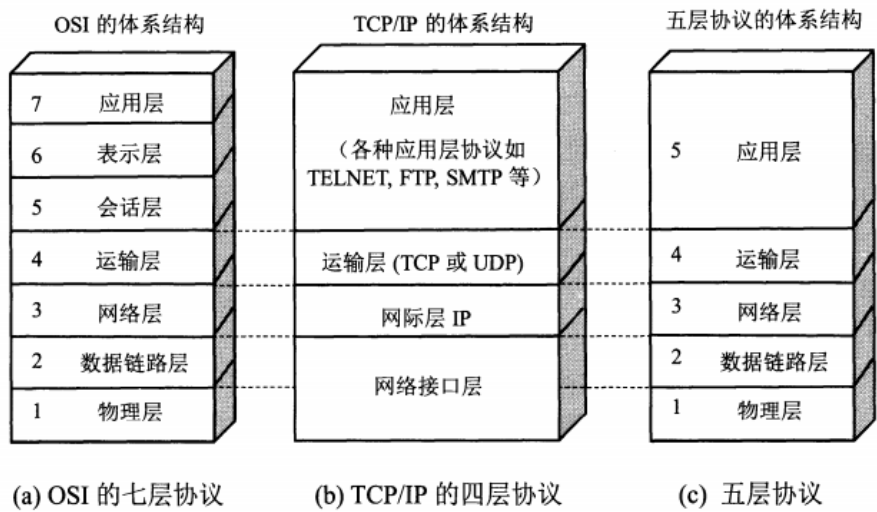 OSI 的体系结构
TCP/IP 的体系结构
五层协议的体系结构
7 应用层
6 表示层
5 会话层
4 运输层
3 网络层
2 数据链路层
1 物理层
应用层
（各种应用层协议如
TELNET, FTP, SMTP 等）
运输层 (TCP 或 UDP)
网际层 IP
网络接口层
5 应用层
4 运输层
3 网络层
2 数据链路层
1 物理层
(a) OSI 的七层协议
(b) TCP/IP 的四层协议
(c) 五层协议